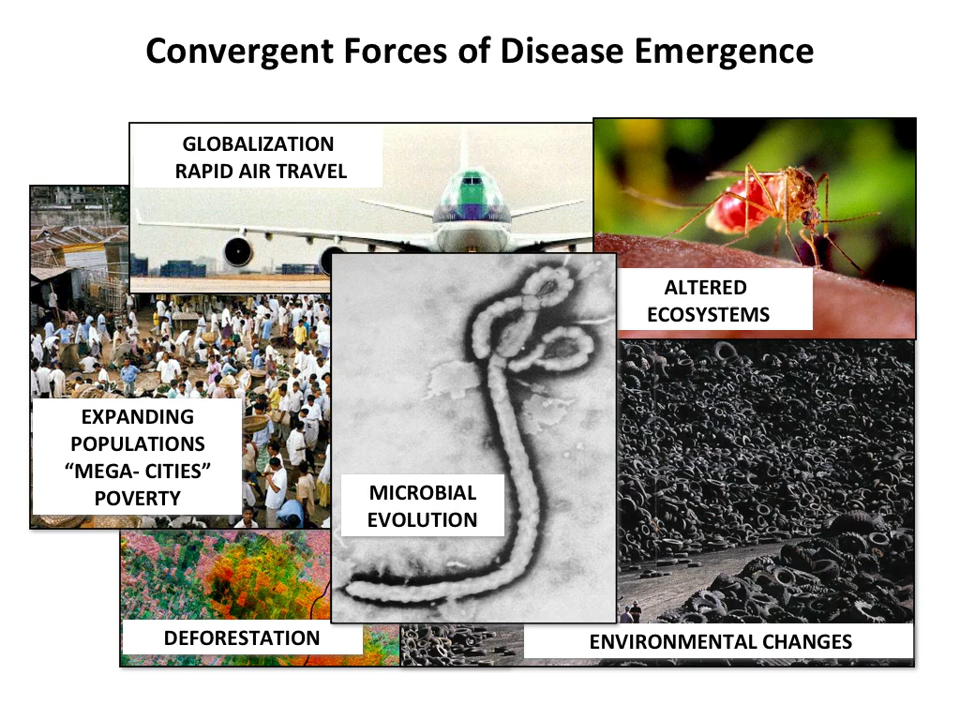 Convergent Forces of Disease Emergence
GLOBALIZATION
RAPID AIR TRAVEL
ALTERED
ECOSYSTEMS
EXPANDING
POPULATIONS
“MEGA- CITIES”
POVERTY
MICROBIAL
EVOLUTION
DEFORESTATION
ENVIRONMENTAL CHANGES